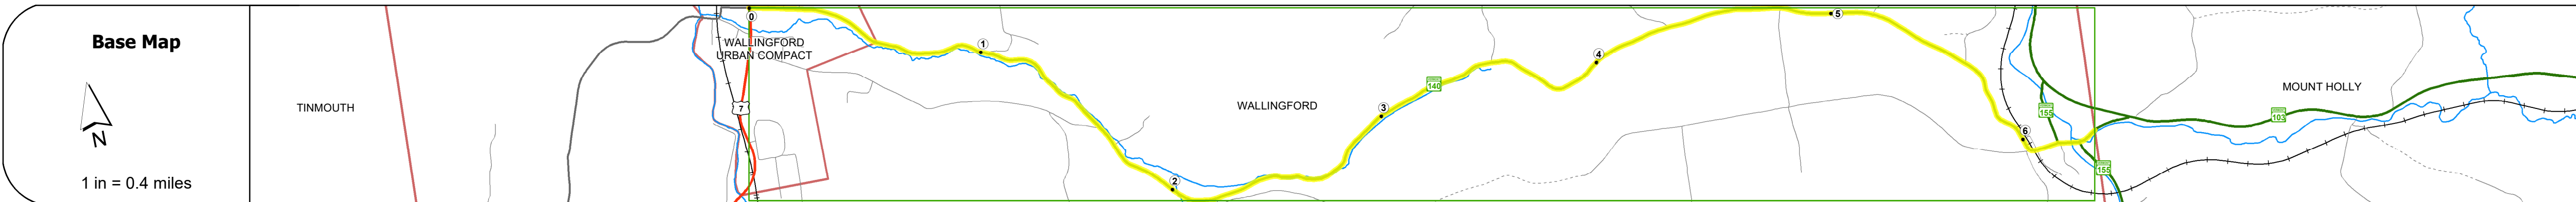 Base Map
N
1 in = 0.4 miles
TINMOUTH
0
WALLINGFORD
URBAN COMPACT
7
1
2
WALLINGFORD
3
140
4
5
6
155
155
103
MOUNT HOLLY